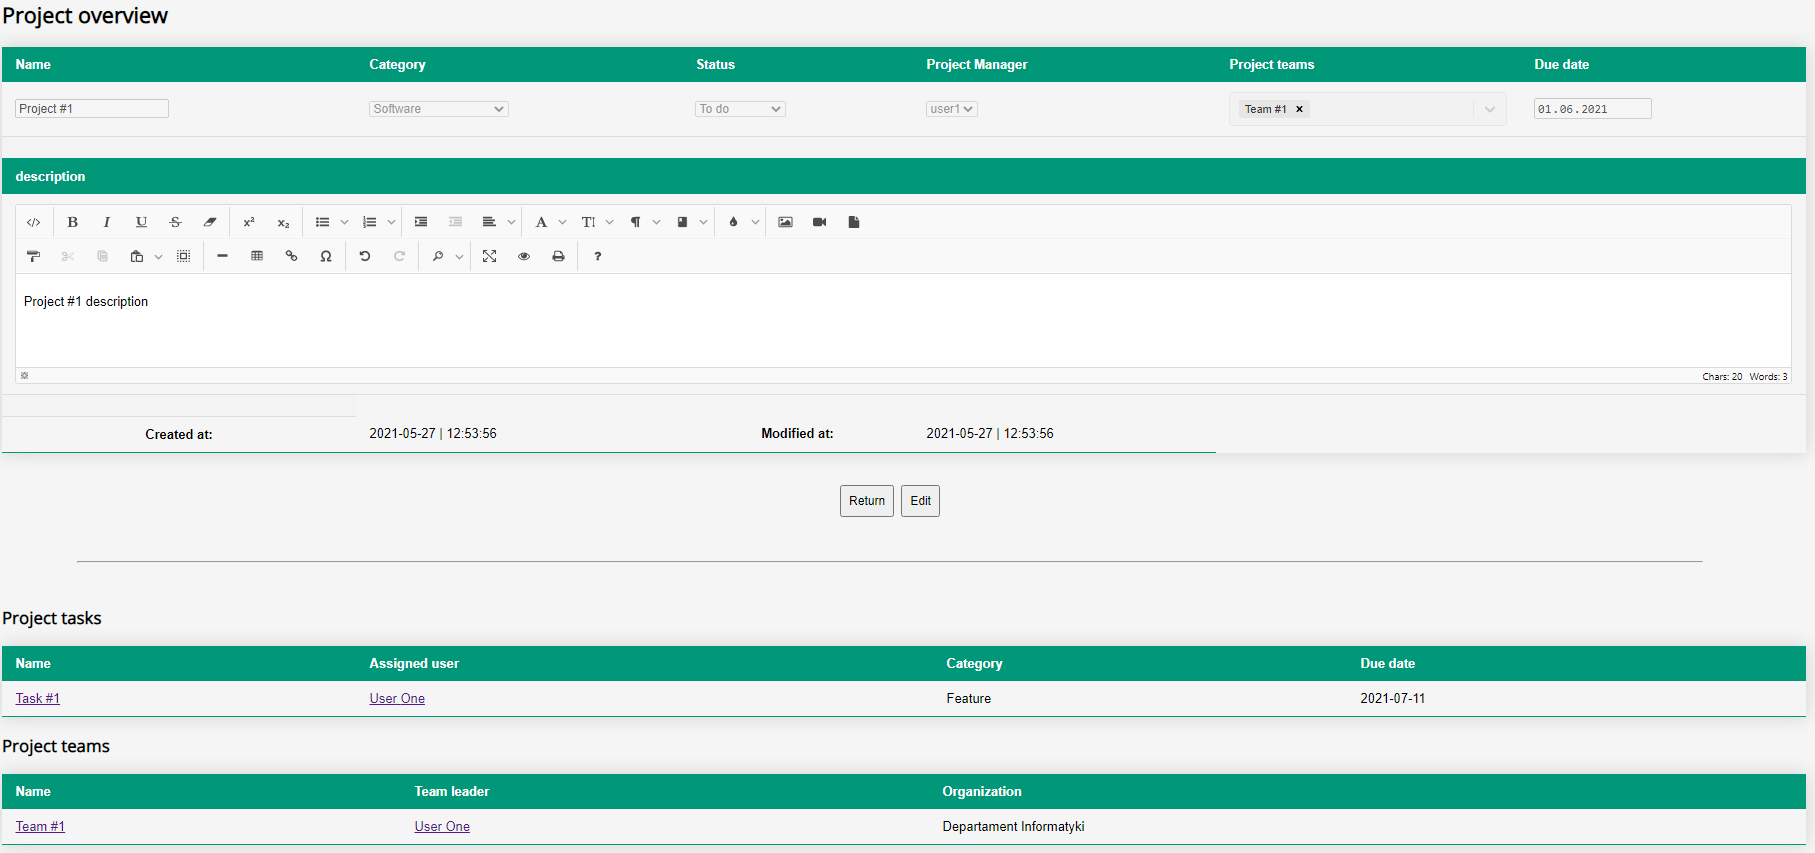 Project overview
Name Category Status Project Manager Project teams Due date
Project #1 Software To do user1 Team #1 × 01.06.2021
description
</> B I U S x² x₂ A T ¶
Ω ?
Project #1 description
Chars: 20 Words: 3
Created at: 2021-05-27 | 12:53:56 Modified at: 2021-05-27 | 12:53:56
Return Edit
Project tasks
Name Assigned user Category Due date
Task #1 User One Feature 2021-07-11
Project teams
Name Team leader Organization
Team #1 User One Departament Informatyki